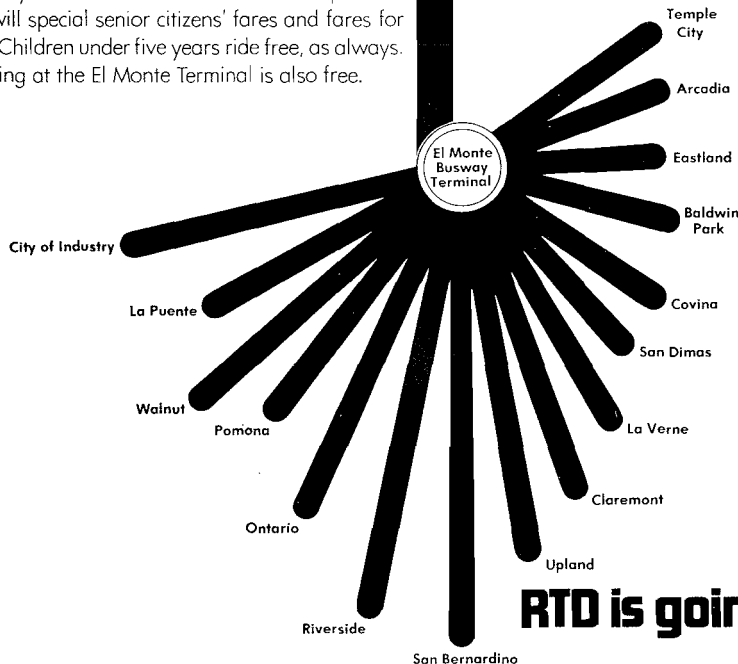 will special senior citizens' fares and fares for
Children under five years ride free, as always.
ing at the El Monte Terminal is also free.
Temple
City
Arcadia
El Monte
Busway
Terminal
Eastland
Baldwin
Park
City of Industry
La Puente
Covina
San Dimas
Walnut
Pomona
La Verne
Claremont
Ontario
Upland
RTD is goin
Riverside
San Bernardino